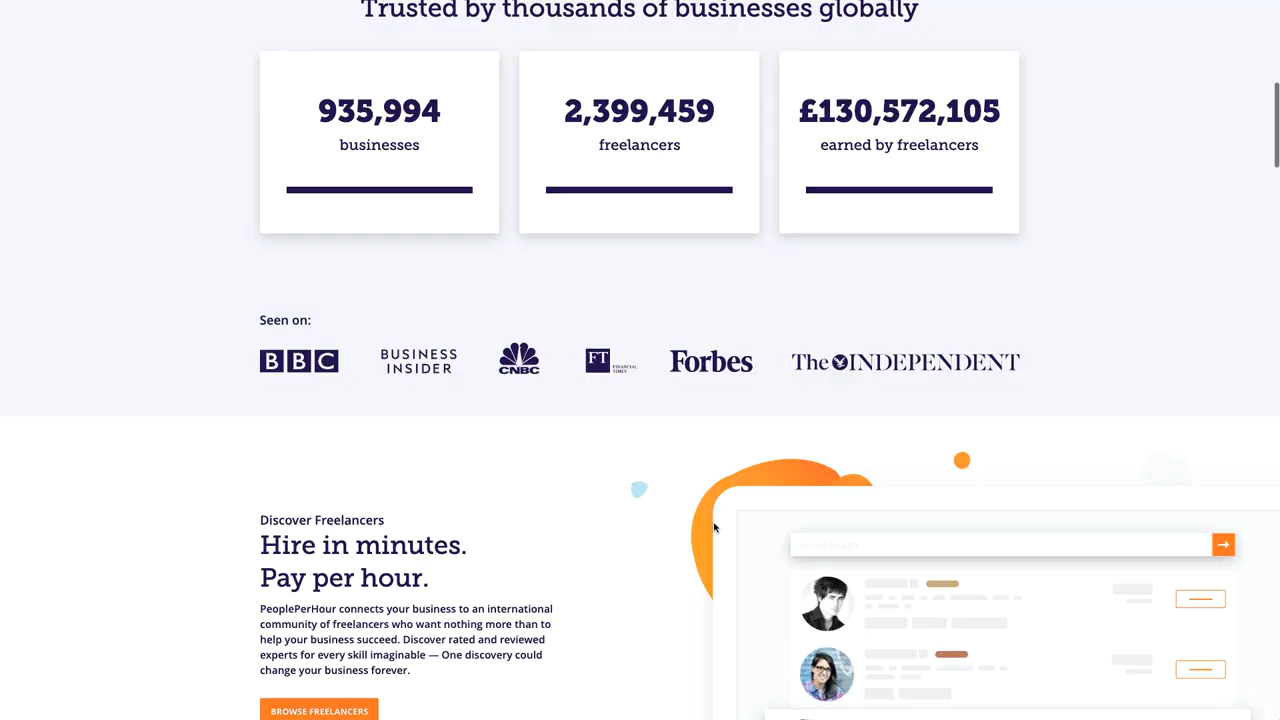 Trusted by thousands of businesses globally
935,994
businesses
2,399,459
freelancers
£130,572,105
earned by freelancers
Seen on:
BBC
BUSINESS
INSIDER
CNBC
FT
FINANCIAL
TIMES
Forbes
The INDEPENDENT
Discover Freelancers
Hire in minutes.
Pay per hour.
PeoplePerHour connects your business to an international
community of freelancers who want nothing more than to
help your business succeed. Discover rated and reviewed
experts for every skill imaginable — One discovery could
change your business forever.
BROWSE FREELANCERS